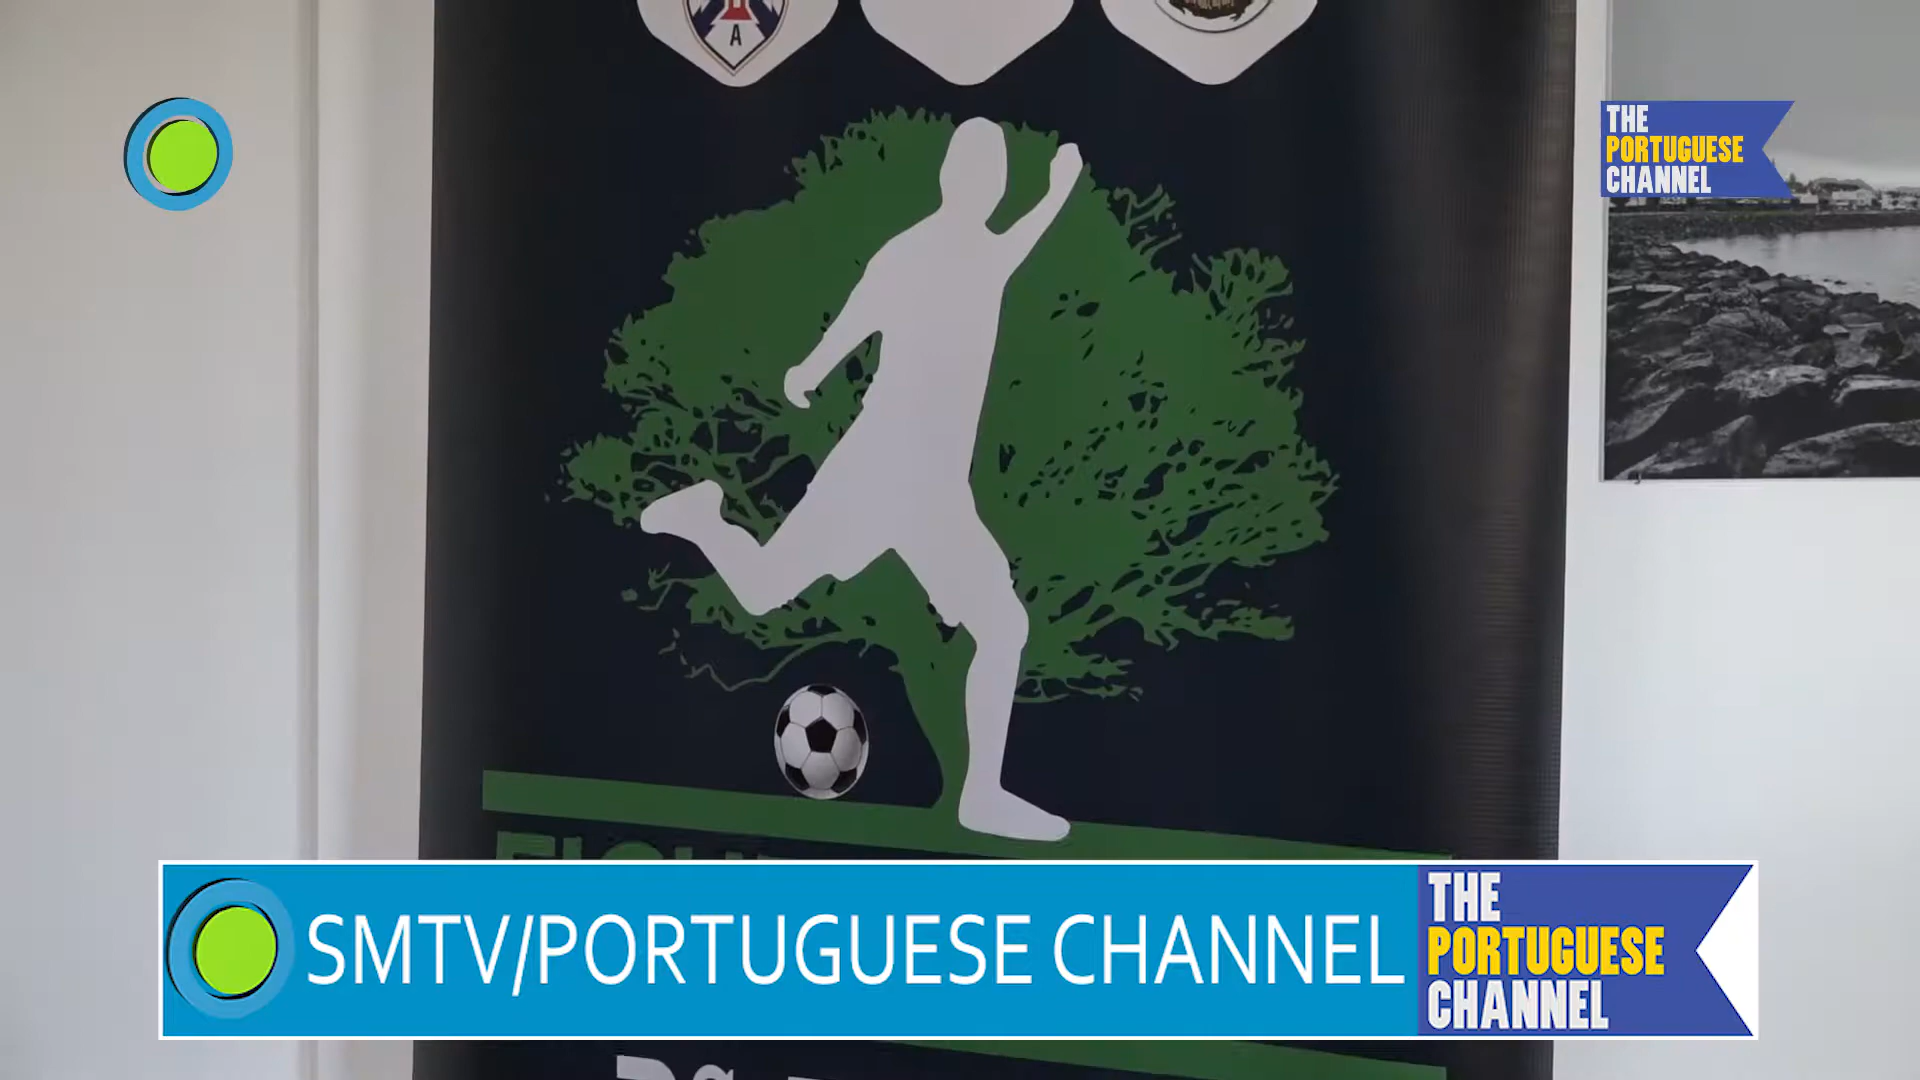 A
THE
PORTUGUESE
CHANNEL
SMTV/PORTUGUESE CHANNEL
THE
PORTUGUESE
CHANNEL